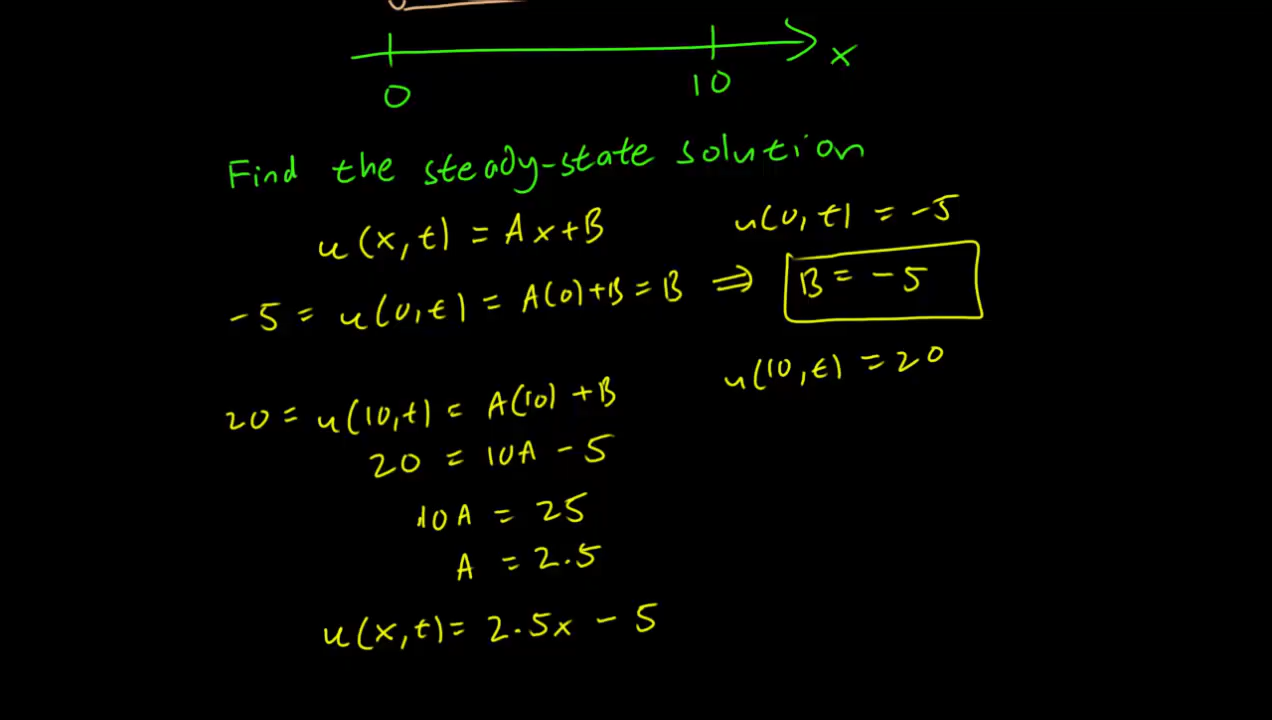 0 10 x
Find the steady-state solution
u(x,t) = Ax+B u(0,t) = -5
-5 = u(0,t) = A(0)+B = B ⇒ B = -5
u(10,t) = 20
20 = u(10,t) = A(10) + B
20 = 10A - 5
10A = 25
A = 2.5
u(x,t) = 2.5x - 5